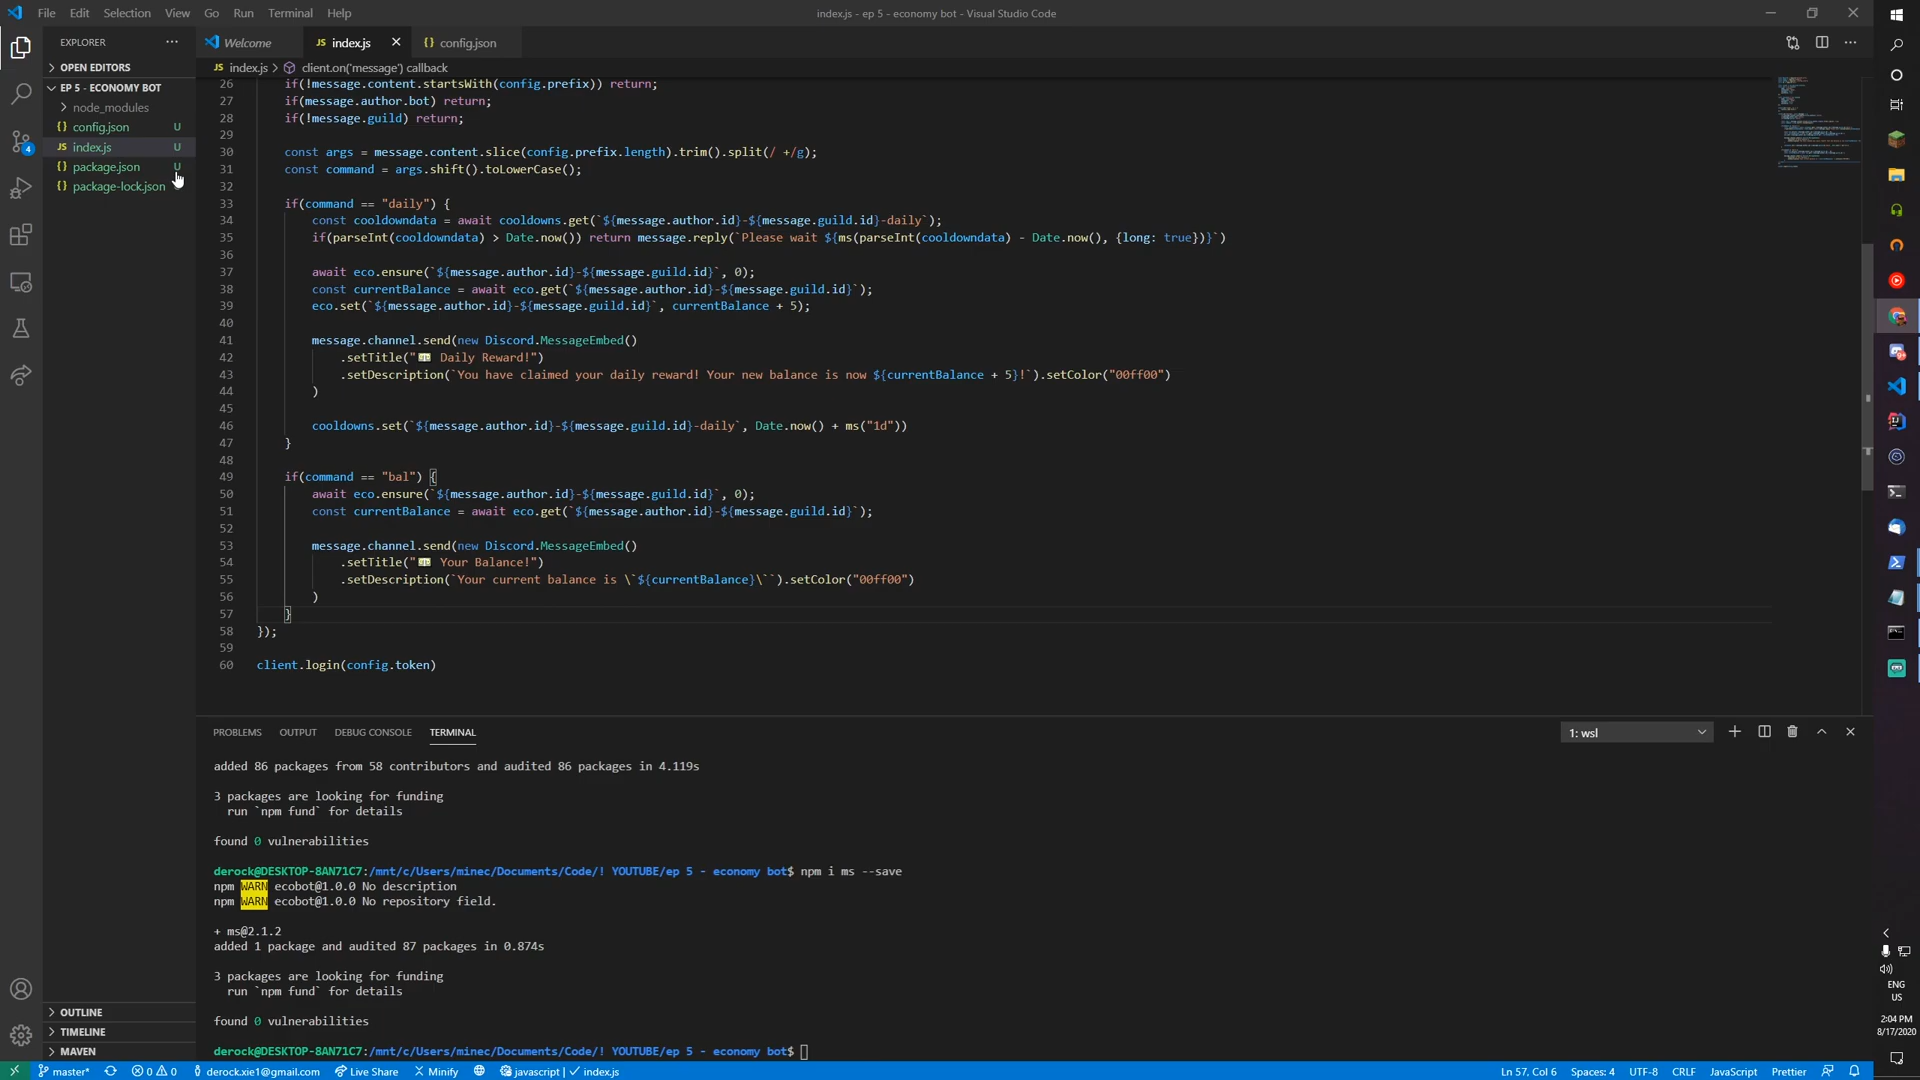 File Edit Selection View Go Run Terminal Help
index.js - ep 5 - economy bot - Visual Studio Code
EXPLORER
OPEN EDITORS
EP 5 - ECONOMY BOT
node_modules
config.json U
index.js U
package.json U
package-lock.json
OUTLINE
TIMELINE
MAVEN
4
Welcome
JS index.js
{} config.json
JS index.js > client.on('message') callback
26 if(!message.content.startsWith(config.prefix)) return;
27 if(message.author.bot) return;
28 if(!message.guild) return;
29
30 const args = message.content.slice(config.prefix.length).trim().split(/ +/g);
31 const command = args.shift().toLowerCase();
32
33 if(command == "daily") {
34 const cooldowndata = await cooldowns.get(`${message.author.id}-${message.guild.id}-daily`);
35 if(parseInt(cooldowndata) > Date.now()) return message.reply(`Please wait ${ms(parseInt(cooldowndata) - Date.now(), {long: true})}`)
36
37 await eco.ensure(`${message.author.id}-${message.guild.id}`, 0);
38 const currentBalance = await eco.get(`${message.author.id}-${message.guild.id}`);
39 eco.set(`${message.author.id}-${message.guild.id}`, currentBalance + 5);
40
41 message.channel.send(new Discord.MessageEmbed()
42 .setTitle("💵 Daily Reward!")
43 .setDescription(`You have claimed your daily reward! Your new balance is now ${currentBalance + 5}!`).setColor("00ff00")
44 )
45
46 cooldowns.set(`${message.author.id}-${message.guild.id}-daily`, Date.now() + ms("1d"))
47 }
48
49 if(command == "bal") {
50 await eco.ensure(`${message.author.id}-${message.guild.id}`, 0);
51 const currentBalance = await eco.get(`${message.author.id}-${message.guild.id}`);
52
53 message.channel.send(new Discord.MessageEmbed()
54 .setTitle("💵 Your Balance!")
55 .setDescription(`Your current balance is \`${currentBalance}\``).setColor("00ff00")
56 )
57 }
58 });
59
60 client.login(config.token)
PROBLEMS OUTPUT DEBUG CONSOLE TERMINAL
1: wsl
added 86 packages from 58 contributors and audited 86 packages in 4.119s
3 packages are looking for funding
run `npm fund` for details
found 0 vulnerabilities
derock@DESKTOP-8AN71C7:/mnt/c/Users/minec/Documents/Code/! YOUTUBE/ep 5 - economy bot$ npm i ms --save
npm WARN ecobot@1.0.0 No description
npm WARN ecobot@1.0.0 No repository field.
+ ms@2.1.2
added 1 package and audited 87 packages in 0.874s
3 packages are looking for funding
run `npm fund` for details
found 0 vulnerabilities
derock@DESKTOP-8AN71C7:/mnt/c/Users/minec/Documents/Code/! YOUTUBE/ep 5 - economy bot$
master* 0 0 derock.xie1@gmail.com Live Share Minify javascript | ✓ index.js
Ln 57, Col 6 Spaces: 4 UTF-8 CRLF JavaScript Prettier
ENG
US
2:04 PM
8/17/2020